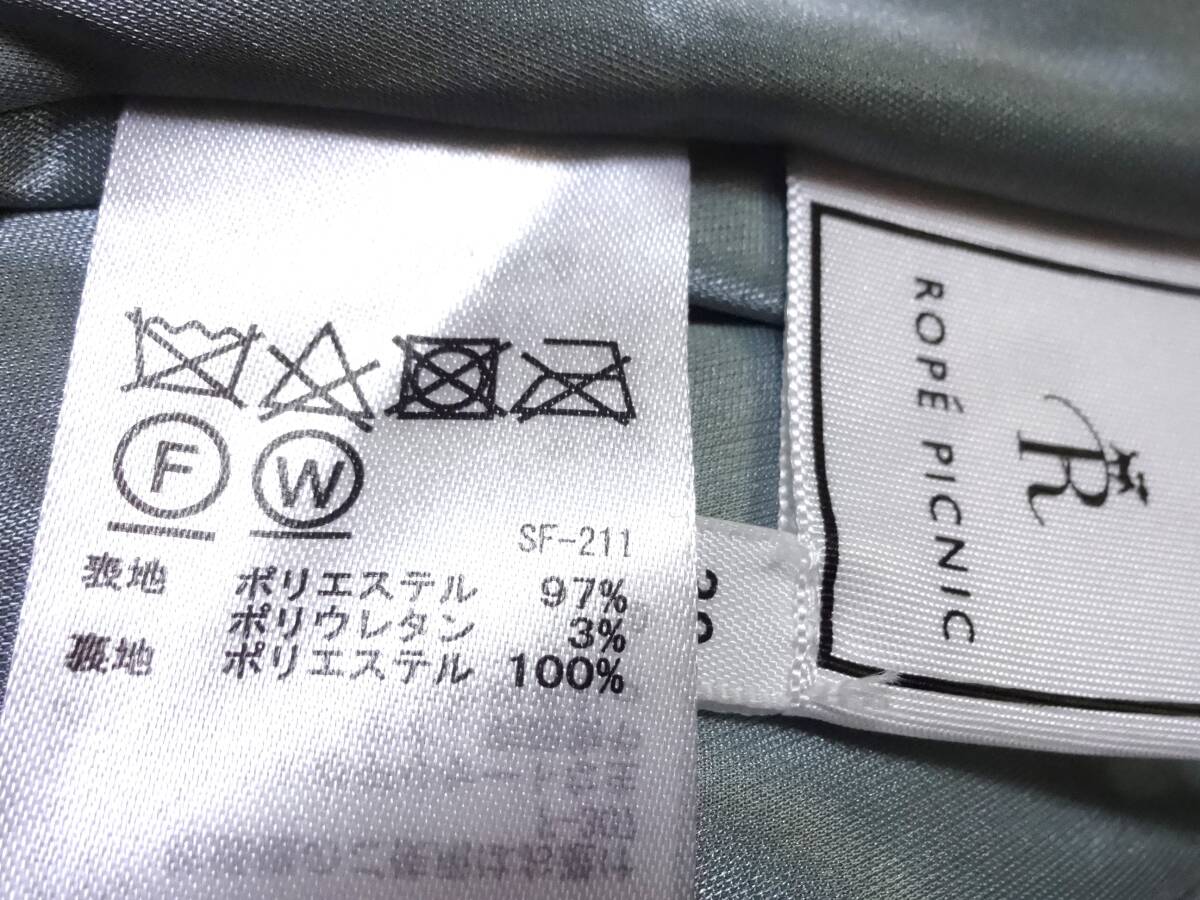 F W
SF-211
表地 ポリエステル 97%
ポリウレタン 3%
裏地 ポリエステル 100%
R
ROPÉ PICNIC